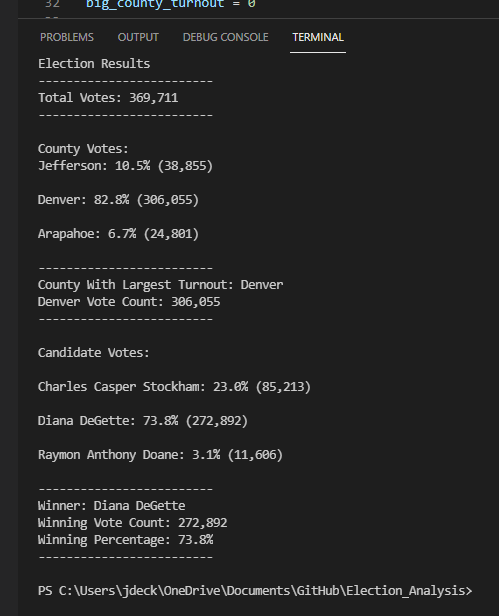 32 big_county_turnout = 0
PROBLEMS OUTPUT DEBUG CONSOLE TERMINAL
Election Results
-------------------------
Total Votes: 369,711
-------------------------
County Votes:
Jefferson: 10.5% (38,855)
Denver: 82.8% (306,055)
Arapahoe: 6.7% (24,801)
-------------------------
County With Largest Turnout: Denver
Denver Vote Count: 306,055
-------------------------
Candidate Votes:
Charles Casper Stockham: 23.0% (85,213)
Diana DeGette: 73.8% (272,892)
Raymon Anthony Doane: 3.1% (11,606)
-------------------------
Winner: Diana DeGette
Winning Vote Count: 272,892
Winning Percentage: 73.8%
-------------------------
PS C:\Users\jdeck\OneDrive\Documents\GitHub\Election_Analysis>